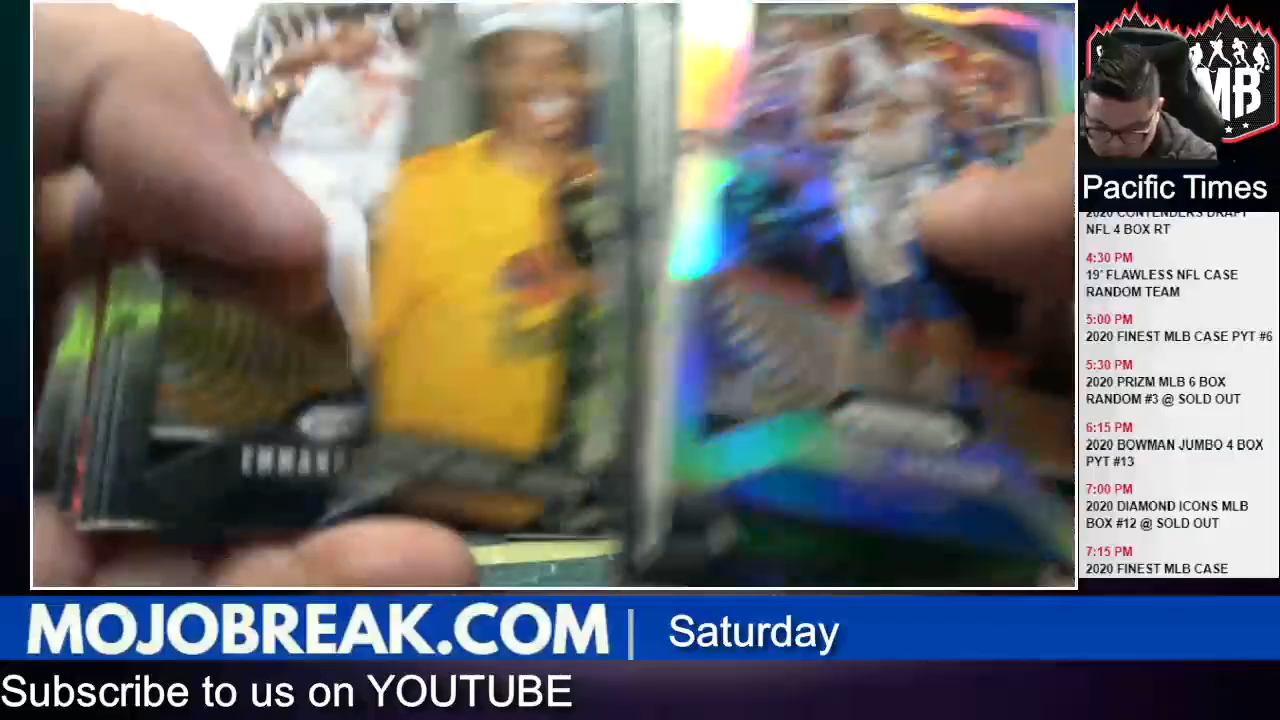 MB
Pacific Times
2020 CONTENDERS DRAFT
NFL 4 BOX RT
4:30 PM
19' FLAWLESS NFL CASE
RANDOM TEAM
5:00 PM
2020 FINEST MLB CASE PYT #6
5:30 PM
2020 PRIZM MLB 6 BOX
RANDOM #3 @ SOLD OUT
6:15 PM
2020 BOWMAN JUMBO 4 BOX
PYT #13
7:00 PM
2020 DIAMOND ICONS MLB
BOX #12 @ SOLD OUT
7:15 PM
2020 FINEST MLB CASE
MOJOBREAK.COM | Saturday
Subscribe to us on YOUTUBE